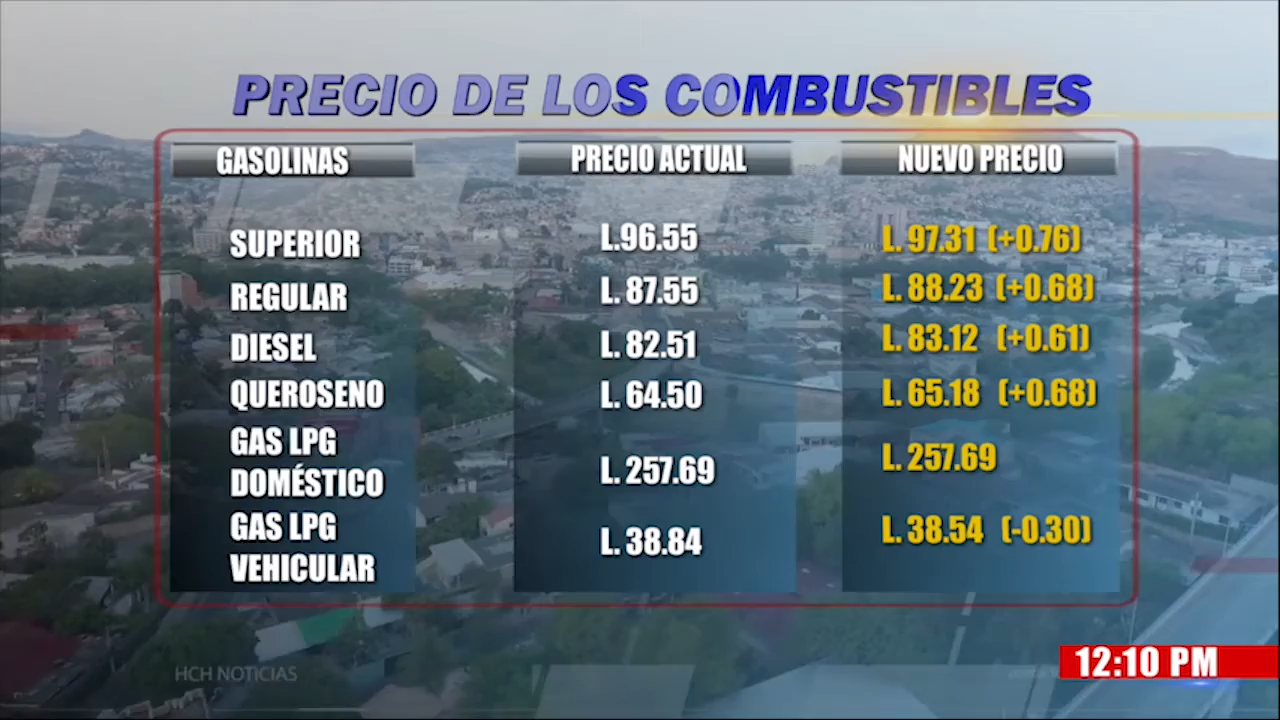 PRECIO DE LOS COMBUSTIBLES
GASOLINAS PRECIO ACTUAL NUEVO PRECIO
SUPERIOR L.96.55 L. 97.31 (+0.76)
REGULAR L. 87.55 L. 88.23 (+0.68)
DIESEL L. 82.51 L. 83.12 (+0.61)
QUEROSENO L. 64.50 L. 65.18 (+0.68)
GAS LPG
DOMÉSTICO L. 257.69 L. 257.69
GAS LPG
VEHICULAR L. 38.84 L. 38.54 (-0.30)
HCH NOTICIAS
12:10 PM